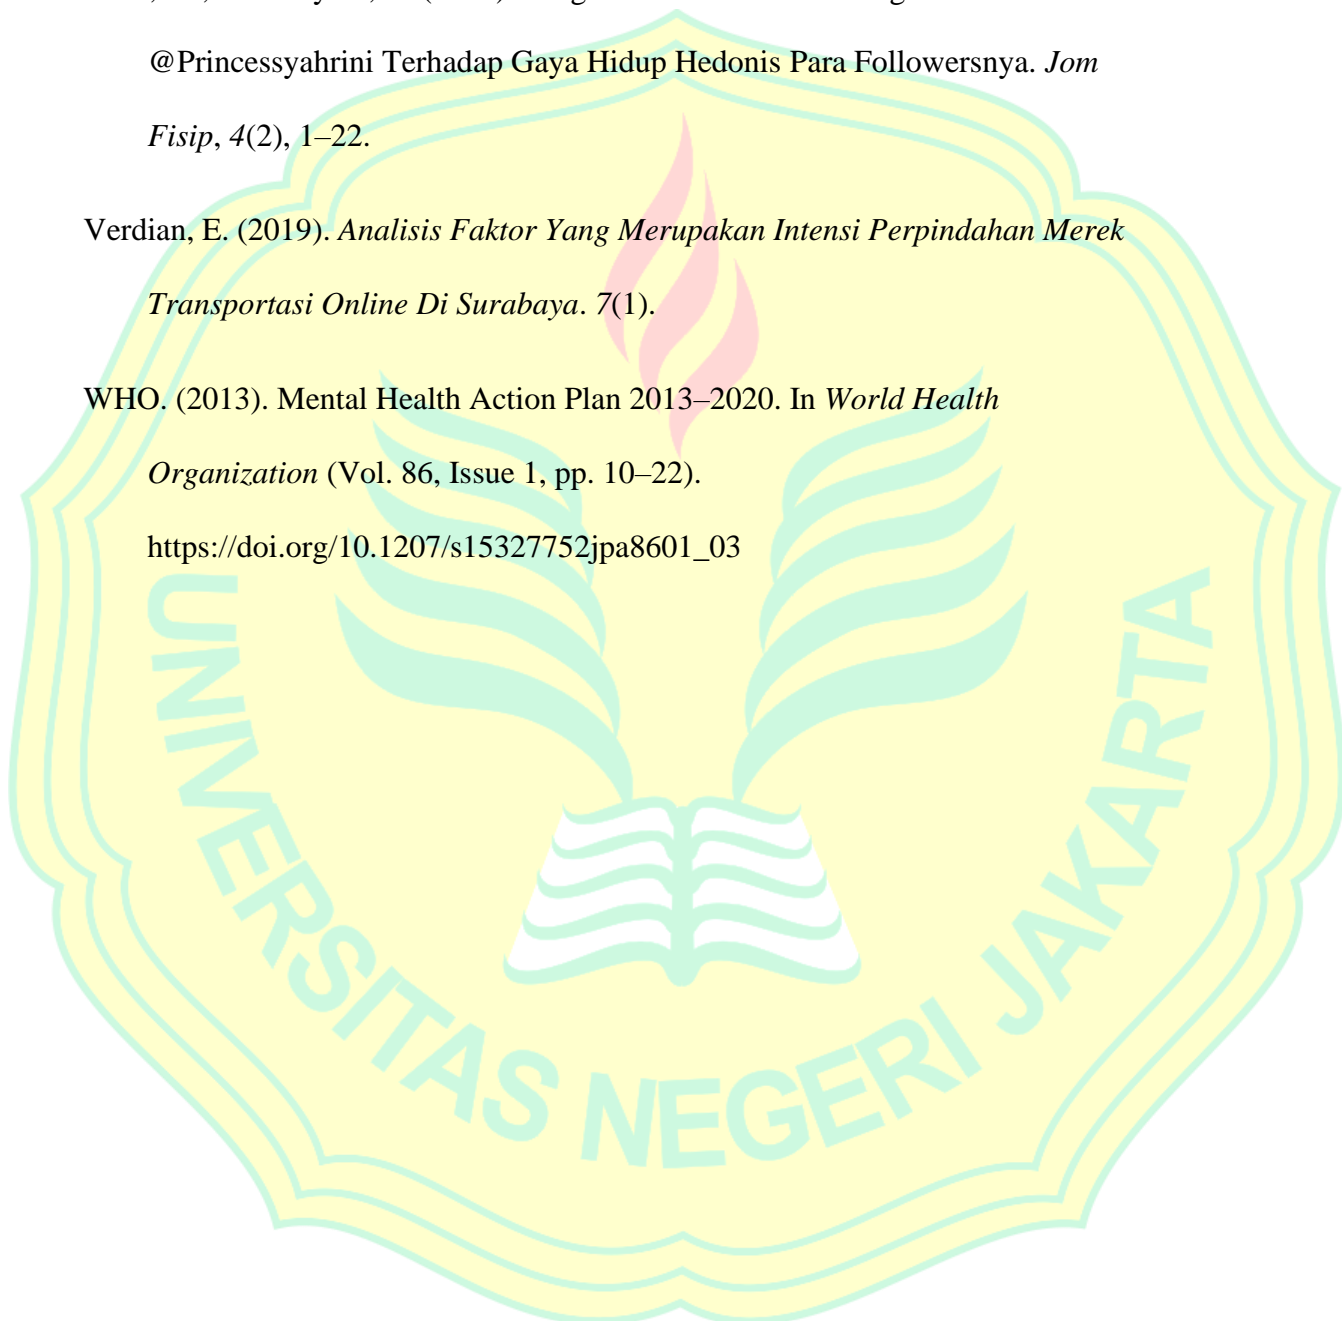 @Princessyahrini Terhadap Gaya Hidup Hedonis Para Followersnya. Jom
Fisip, 4(2), 1–22.
Verdian, E. (2019). Analisis Faktor Yang Merupakan Intensi Perpindahan Merek
Transportasi Online Di Surabaya. 7(1).
WHO. (2013). Mental Health Action Plan 2013–2020. In World Health
Organization (Vol. 86, Issue 1, pp. 10–22).
https://doi.org/10.1207/s15327752jpa8601_03
UNIVERSITAS NEGERI JAKARTA